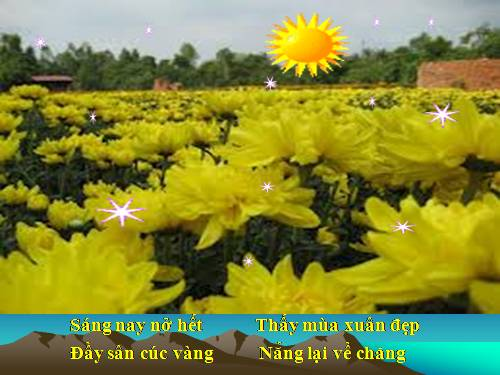 Sáng nay nở hết
Đầy sân cúc vàng
Thấy mùa xuân đẹp
Nắng lại về chăng